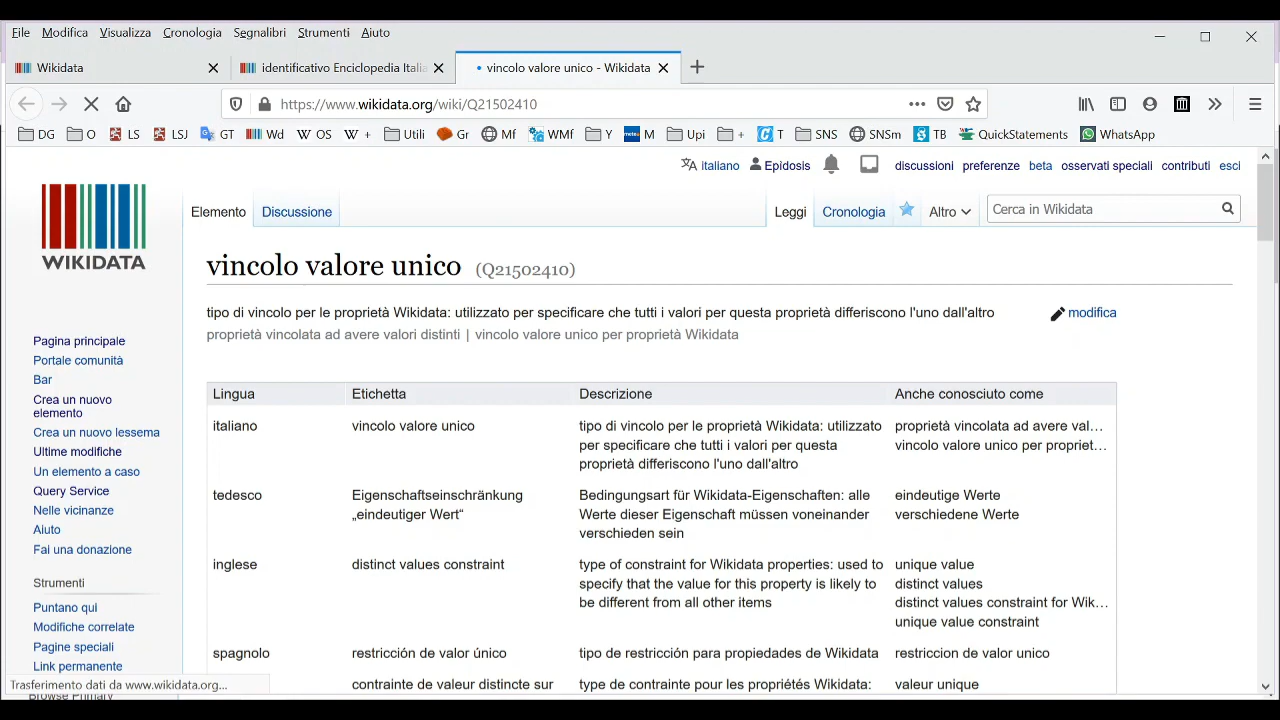 File Modifica Visualizza Cronologia Segnalibri Strumenti Aiuto
Wikidata
identificativo Enciclopedia Itali
vincolo valore unico - Wikidata
https://www.wikidata.org/wiki/Q21502410
DG O LS LSJ GT Wd OS + Utili Gr Mf WMf Y M Upi + T SNS SNSm TB QuickStatements WhatsApp
italiano Epidosis discussioni preferenze beta osservati speciali contributi esci
WIKIDATA
Elemento Discussione Leggi Cronologia Altro Cerca in Wikidata
vincolo valore unico (Q21502410)
tipo di vincolo per le proprietà Wikidata: utilizzato per specificare che tutti i valori per questa proprietà differiscono l'uno dall'altro
modifica
proprietà vincolata ad avere valori distinti | vincolo valore unico per proprietà Wikidata
Pagina principale
Portale comunità
Bar
Crea un nuovo
elemento
Crea un nuovo lessema
Ultime modifiche
Un elemento a caso
Query Service
Nelle vicinanze
Aiuto
Fai una donazione
Strumenti
Puntano qui
Modifiche correlate
Pagine speciali
Link permanente
Browse Primary
Trasferimento dati da www.wikidata.org...
Lingua Etichetta Descrizione Anche conosciuto come
italiano vincolo valore unico tipo di vincolo per le proprietà Wikidata: utilizzato proprietà vincolata ad avere val...
per specificare che tutti i valori per questa vincolo valore unico per propriet...
proprietà differiscono l'uno dall'altro
tedesco Eigenschaftseinschränkung Bedingungsart für Wikidata-Eigenschaften: alle eindeutige Werte
„eindeutiger Wert“ Werte dieser Eigenschaft müssen voneinander verschiedene Werte
verschieden sein
inglese distinct values constraint type of constraint for Wikidata properties: used to unique value
specify that the value for this property is likely to distinct values
be different from all other items distinct values constraint for Wik...
unique value constraint
spagnolo restricción de valor único tipo de restricción para propiedades de Wikidata restriccion de valor unico
contrainte de valeur distincte sur type de contrainte pour les propriétés Wikidata: valeur unique